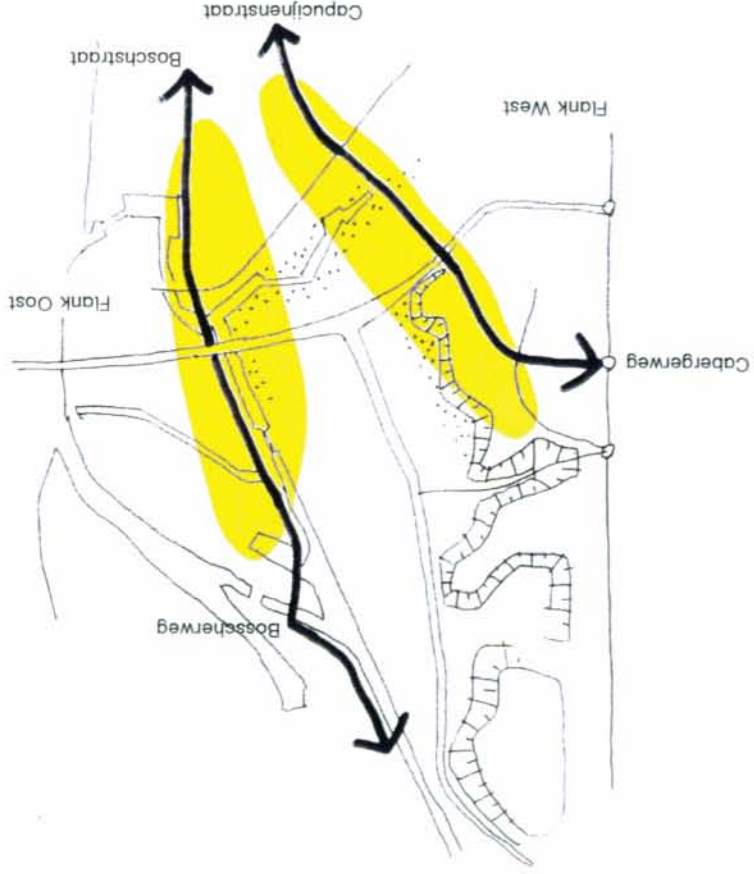 Bosscherweg
Cabergerweg
Flank Oost
Flank West
Boschstraat
Capucijnenstraat